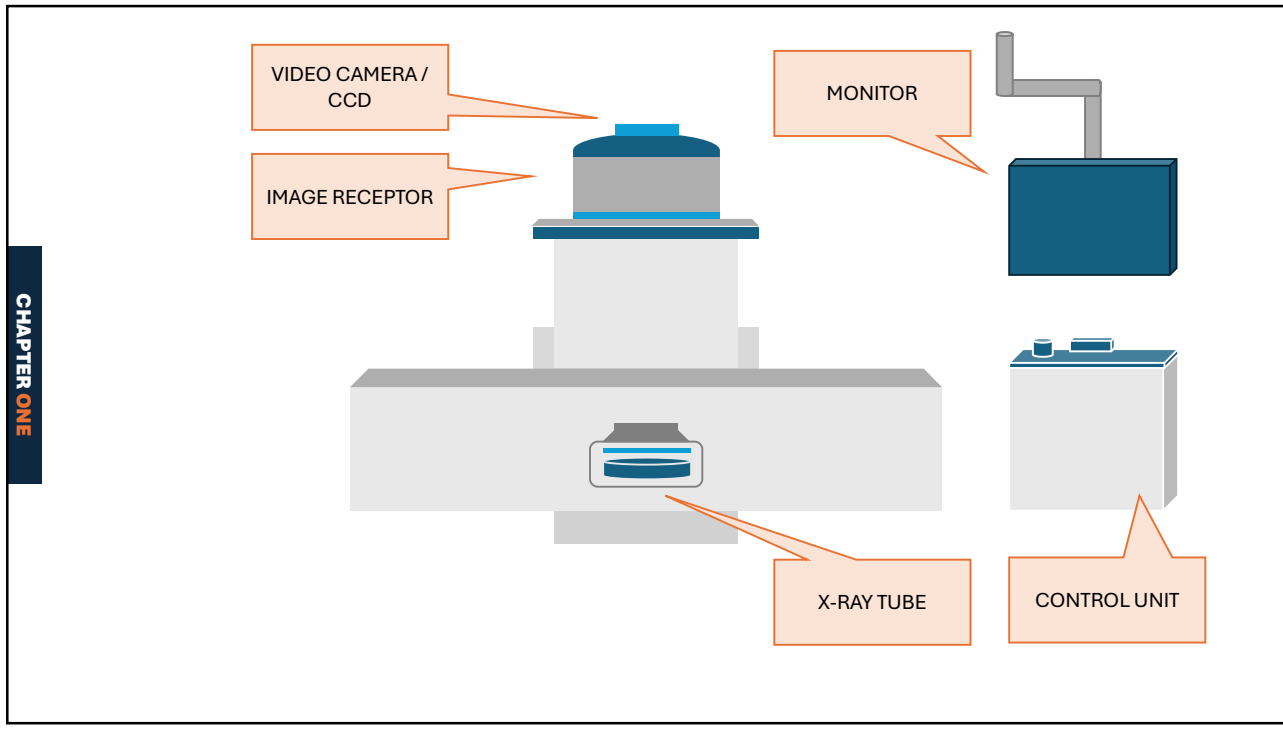 VIDEO CAMERA /
CCD
MONITOR
IMAGE RECEPTOR
CHAPTER ONE
X-RAY TUBE
CONTROL UNIT